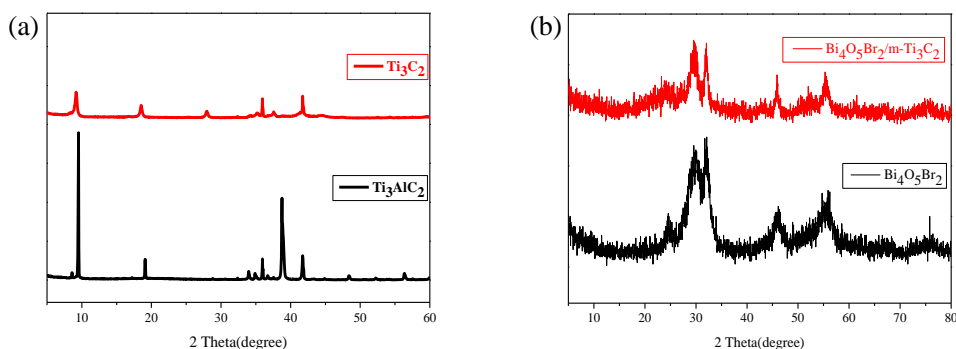 (a)
Ti₃C₂
Ti₃AlC₂
10 20 30 40 50 60
2 Theta(degree)
(b)
Bi₄O₅Br₂/m-Ti₃C₂
Bi₄O₅Br₂
10 20 30 40 50 60 70 80
2 Theta(degree)